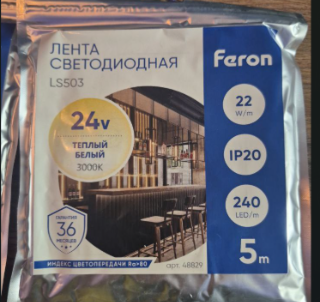 ЛЕНТА
СВЕТОДИОДНАЯ
LS503
Feron
24v
ТЕПЛЫЙ
БЕЛЫЙ
3000K
22
W/m
IP20
240
LED/m
ГАРАНТИЯ
36
МЕСЯЦЕВ
ИНДЕКС ЦВЕТОПЕРЕДАЧИ Ra>80
арт. 48829
5m